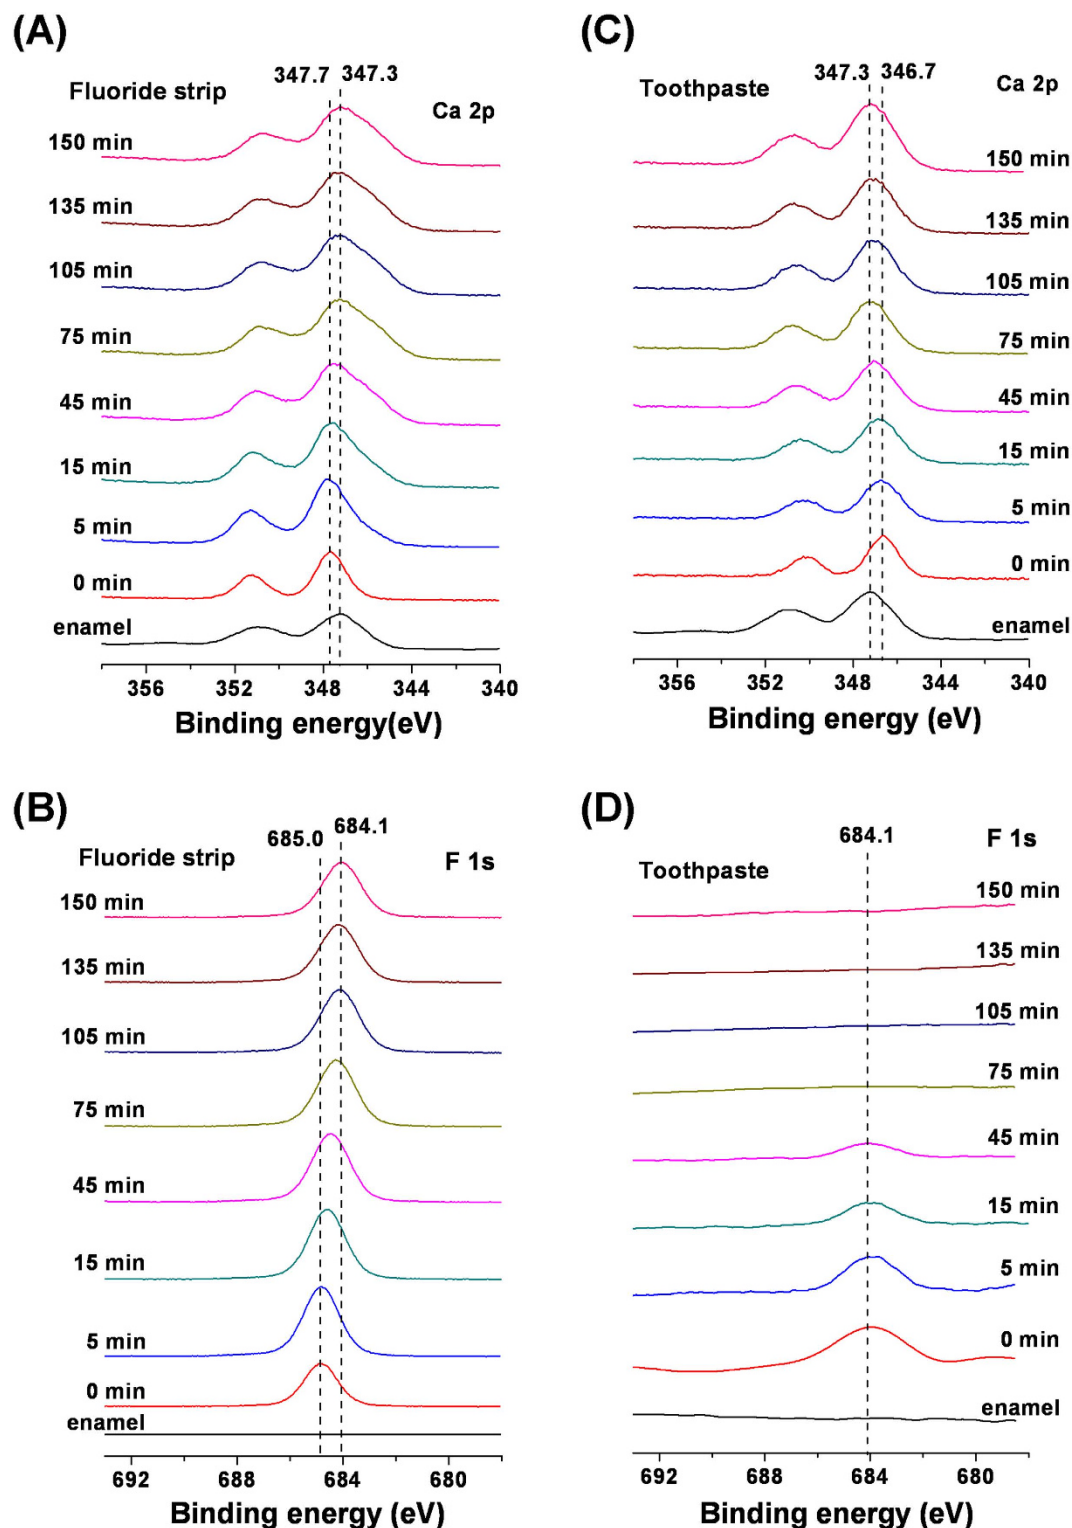 (A)
347.7 347.3
Fluoride strip
Ca 2p
150 min
135 min
105 min
75 min
45 min
15 min
5 min
0 min
enamel
356 352 348 344 340
Binding energy(eV)
(C)
347.3 346.7
Toothpaste
Ca 2p
150 min
135 min
105 min
75 min
45 min
15 min
5 min
0 min
enamel
356 352 348 344 340
Binding energy (eV)
(B)
685.0 684.1
Fluoride strip
F 1s
150 min
135 min
105 min
75 min
45 min
15 min
5 min
0 min
enamel
692 688 684 680
Binding energy (eV)
(D)
684.1
Toothpaste
F 1s
150 min
135 min
105 min
75 min
45 min
15 min
5 min
0 min
enamel
692 688 684 680
Binding energy (eV)